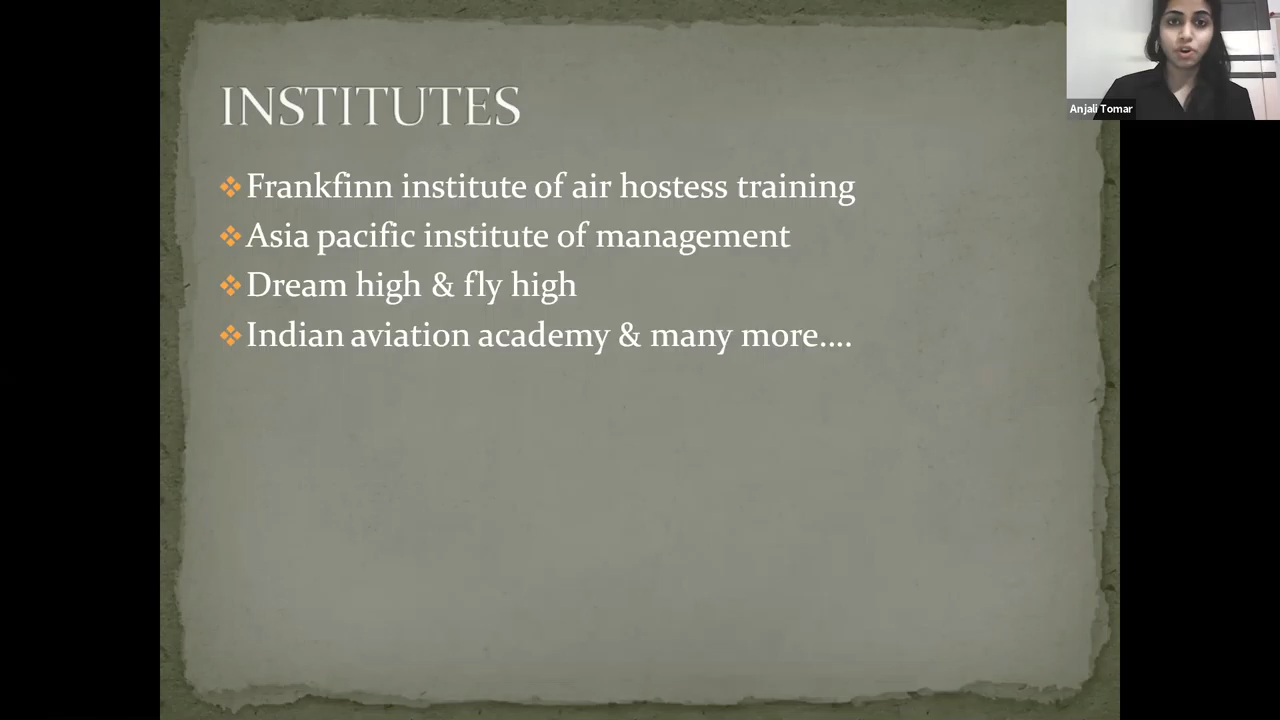 INSTITUTES
Frankfinn institute of air hostess training
Asia pacific institute of management
Dream high & fly high
Indian aviation academy & many more....
Anjali Tomar